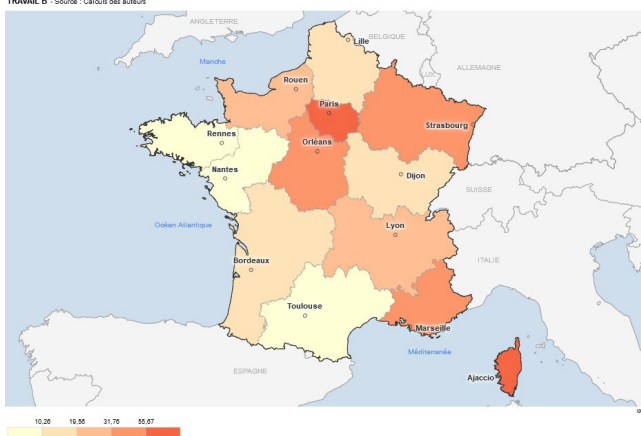 TRAVAIL B - Source : Calculs des auteurs
ANGLETERRE
BELGIQUE
Lille
Manche
LUX.
ALLEMAGNE
Rouen
Paris
Strasbourg
Rennes
Orléans
Nantes
Dijon
SUISSE
Océan Atlantique
Lyon
ITALIE
Bordeaux
Toulouse
Marseille
Méditerranée
ESPAGNE
Ajaccio
10,26 19,56 31,76 55,67